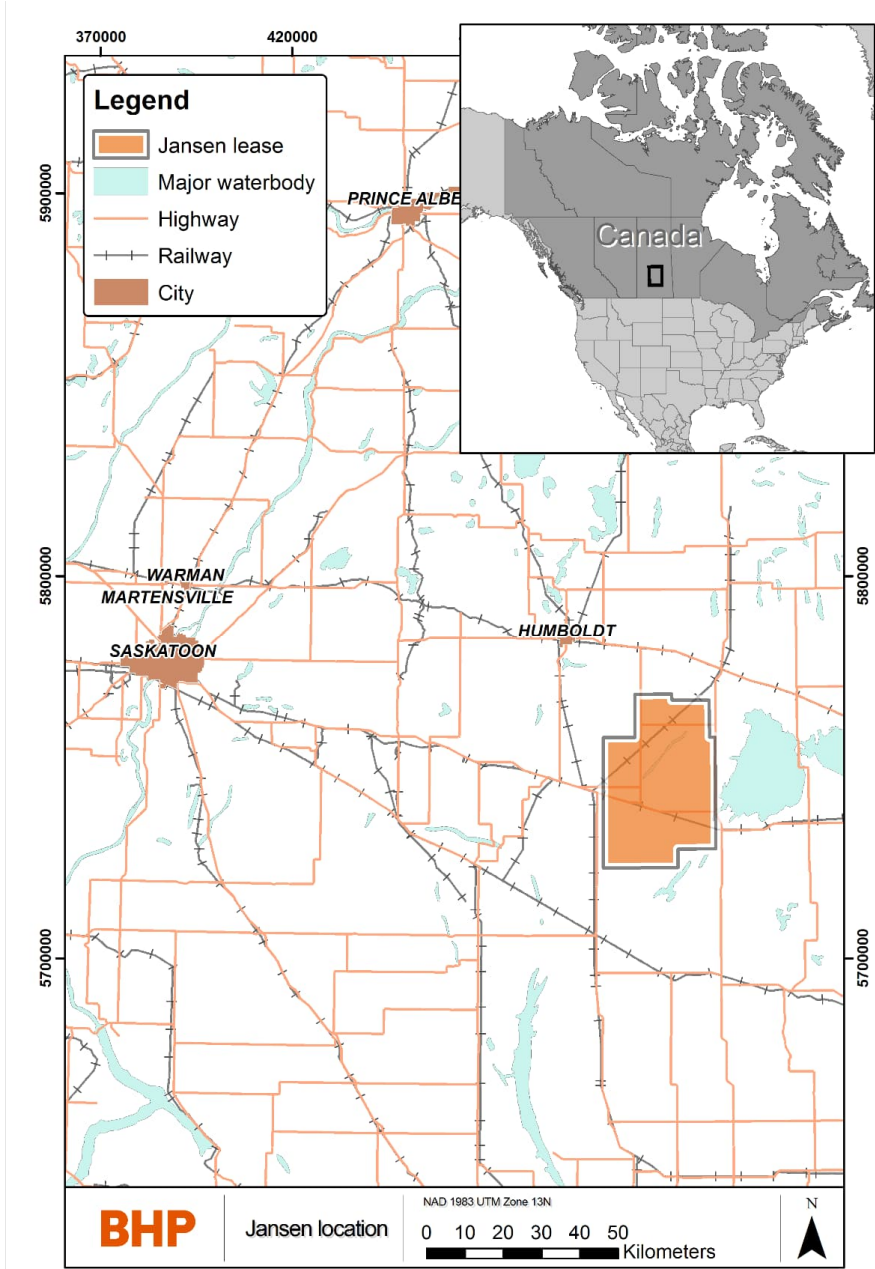 370000
420000
Legend
Jansen lease
Major waterbody
Highway
Railway
City
Canada
5900000
PRINCE ALBE
5800000
5800000
WARMAN
MARTENSVILLE
HUMBOLDT
SASKATOON
5700000
5700000
BHP
Jansen location
NAD 1983 UTM Zone 13N
0 10 20 30 40 50
Kilometers
N